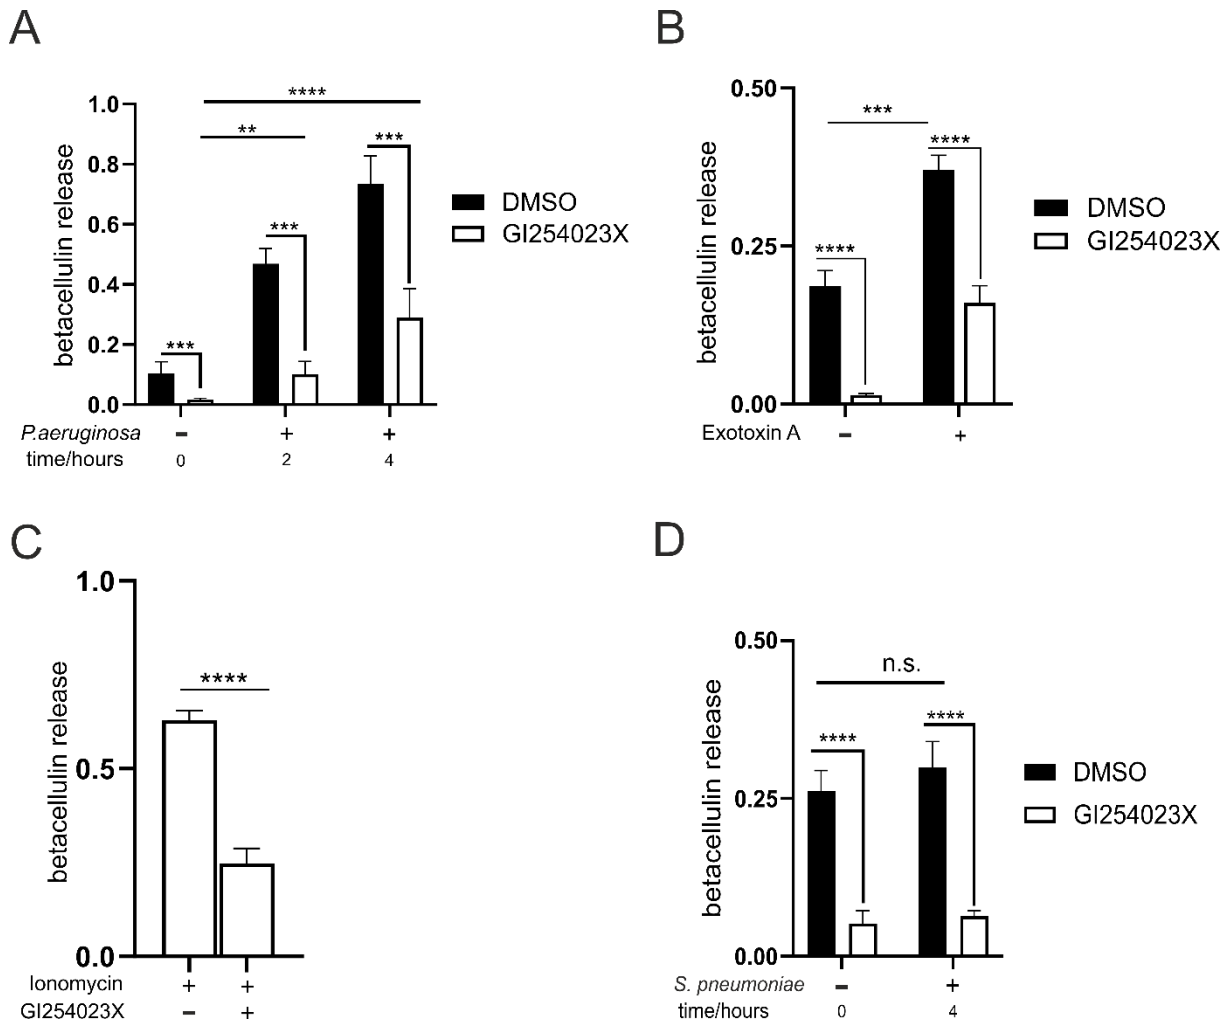 A
betacellulin release
1.0
0.8
0.6
0.4
0.2
0.0
****
**
***
***
***
DMSO
GI254023X
P.aeruginosa - + +
time/hours 0 2 4
B
betacellulin release
0.50
0.25
0.00
***
****
****
DMSO
GI254023X
Exotoxin A - +
C
betacellulin release
1.0
0.5
0.0
****
Ionomycin + +
GI254023X - +
D
betacellulin release
0.50
0.25
0.00
n.s.
****
****
DMSO
GI254023X
S. pneumoniae - +
time/hours 0 4